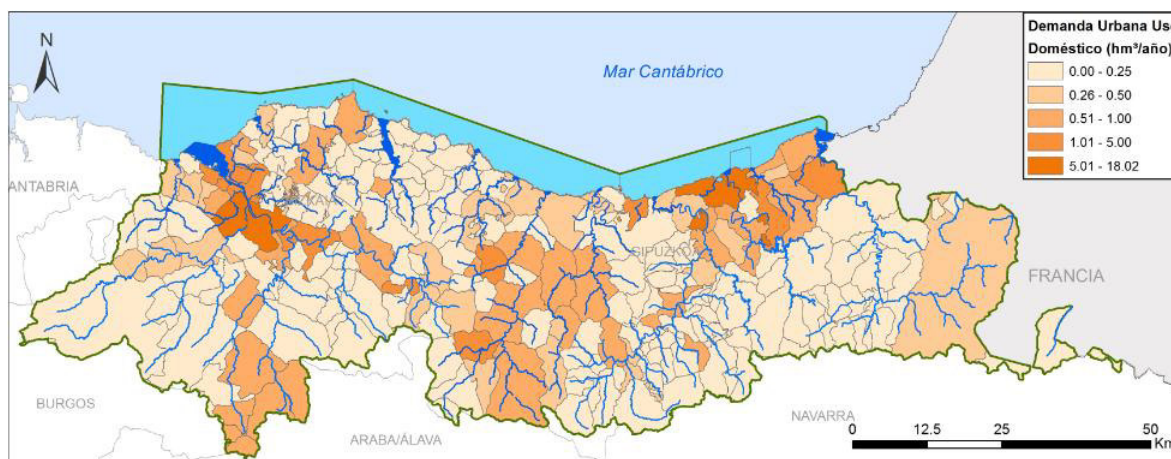 Demanda Urbana Us
Doméstico (hm³/año)
0.00 - 0.25
0.26 - 0.50
0.51 - 1.00
1.01 - 5.00
5.01 - 18.02
N
Mar Cantábrico
ANTABRIA
GIPUZKO
FRANCIA
BURGOS
ARABA/ÁLAVA
NAVARRA
0 12.5 25 50
Km